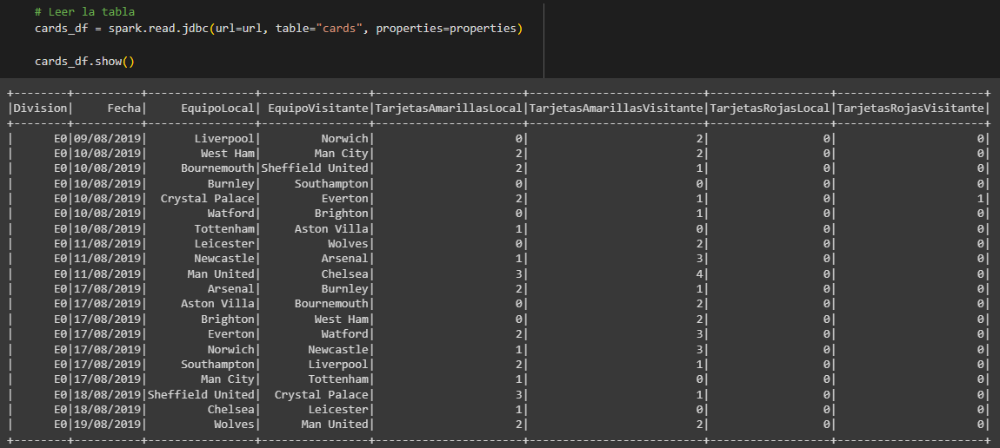 # Leer la tabla
cards_df = spark.read.jdbc(url=url, table="cards", properties=properties)
cards_df.show()
+--------+----------+----------------+----------------+----------------------+--------------------------+------------------+----------------------+
|Division|     Fecha|     EquipoLocal| EquipoVisitante|TarjetasAmarillasLocal|TarjetasAmarillasVisitante|TarjetasRojasLocal|TarjetasRojasVisitante|
+--------+----------+----------------+----------------+----------------------+--------------------------+------------------+----------------------+
|      E0|09/08/2019|       Liverpool|         Norwich|                     0|                         2|                 0|                     0|
|      E0|10/08/2019|        West Ham|        Man City|                     2|                         2|                 0|                     0|
|      E0|10/08/2019|     Bournemouth|Sheffield United|                     2|                         1|                 0|                     0|
|      E0|10/08/2019|         Burnley|     Southampton|                     0|                         0|                 0|                     0|
|      E0|10/08/2019|  Crystal Palace|         Everton|                     2|                         1|                 0|                     1|
|      E0|10/08/2019|         Watford|        Brighton|                     0|                         1|                 0|                     0|
|      E0|10/08/2019|       Tottenham|     Aston Villa|                     1|                         0|                 0|                     0|
|      E0|11/08/2019|       Leicester|          Wolves|                     0|                         2|                 0|                     0|
|      E0|11/08/2019|       Newcastle|         Arsenal|                     1|                         3|                 0|                     0|
|      E0|11/08/2019|      Man United|         Chelsea|                     3|                         4|                 0|                     0|
|      E0|17/08/2019|         Arsenal|         Burnley|                     2|                         1|                 0|                     0|
|      E0|17/08/2019|     Aston Villa|     Bournemouth|                     0|                         2|                 0|                     0|
|      E0|17/08/2019|        Brighton|        West Ham|                     0|                         2|                 0|                     0|
|      E0|17/08/2019|         Everton|         Watford|                     2|                         3|                 0|                     0|
|      E0|17/08/2019|         Norwich|       Newcastle|                     1|                         3|                 0|                     0|
|      E0|17/08/2019|     Southampton|       Liverpool|                     2|                         1|                 0|                     0|
|      E0|17/08/2019|        Man City|       Tottenham|                     1|                         0|                 0|                     0|
|      E0|18/08/2019|Sheffield United|  Crystal Palace|                     3|                         1|                 0|                     0|
|      E0|18/08/2019|         Chelsea|       Leicester|                     1|                         0|                 0|                     0|
|      E0|19/08/2019|          Wolves|      Man United|                     2|                         2|                 0|                     0|
+--------+----------+----------------+----------------+----------------------+--------------------------+------------------+----------------------+